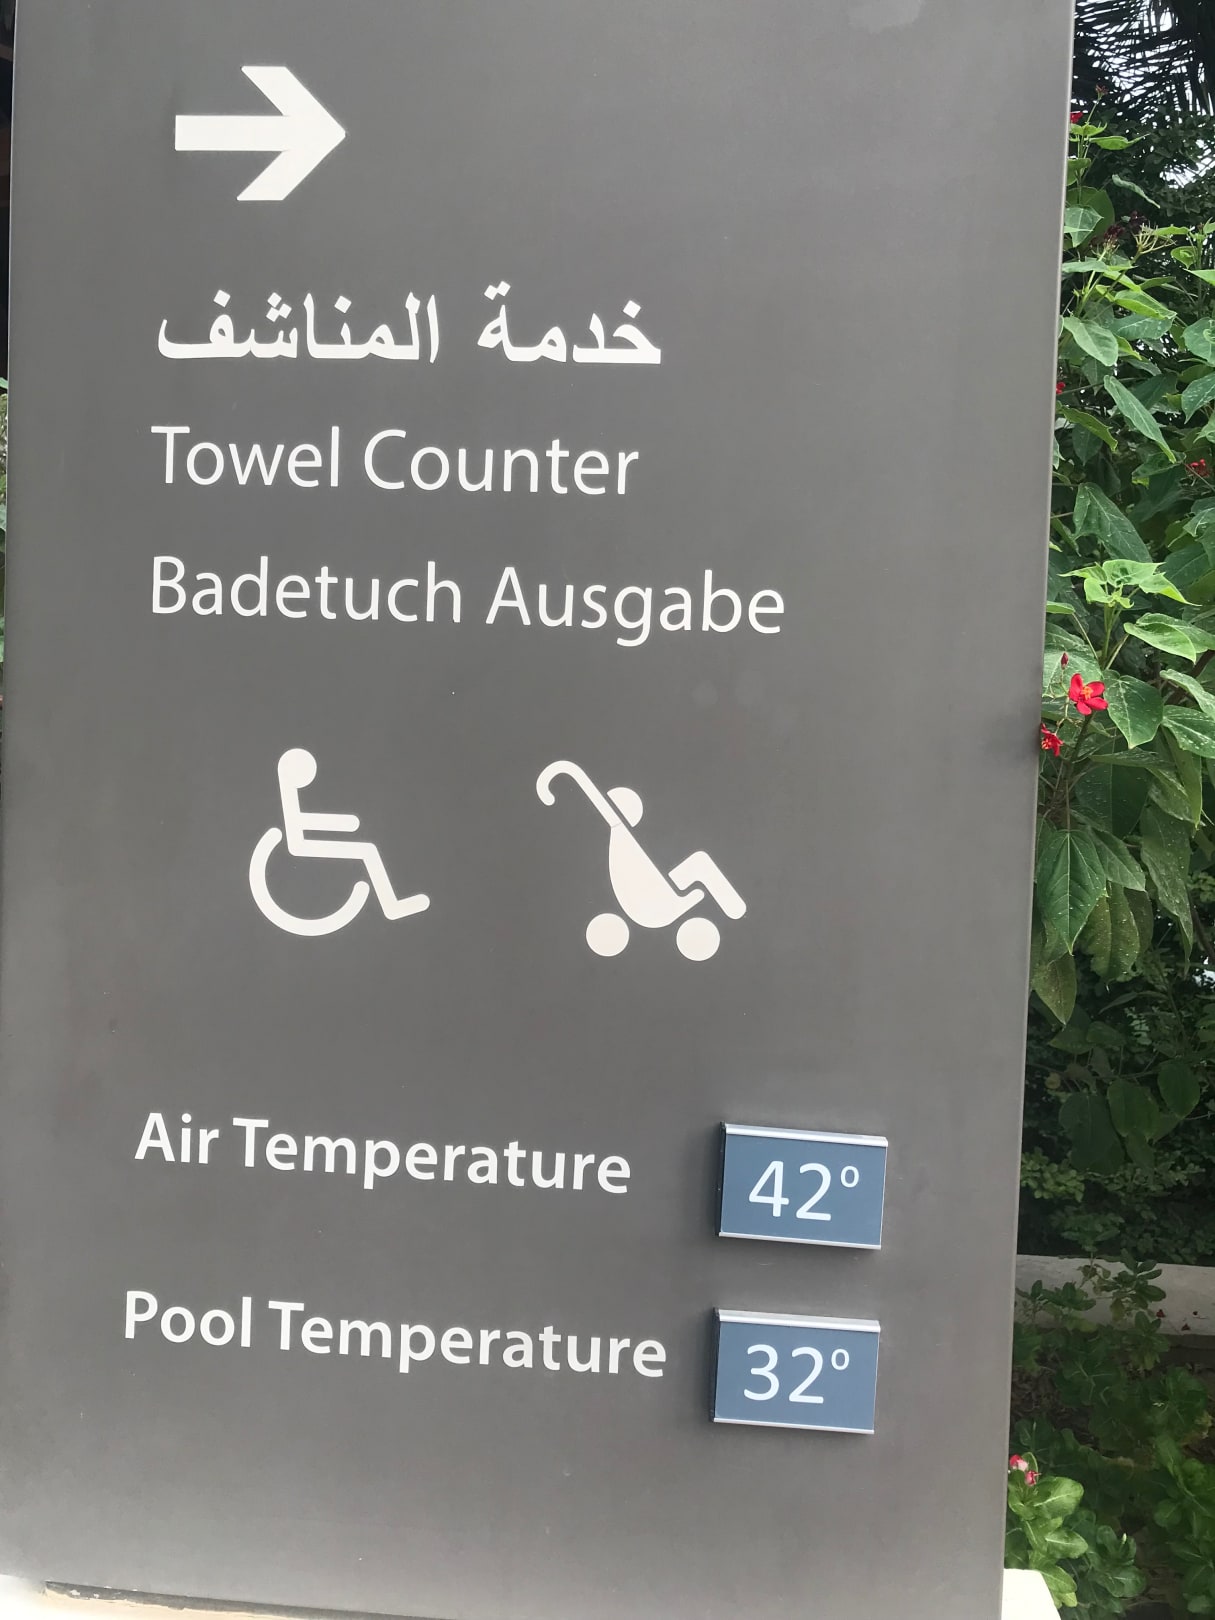 خدمة المناشف
Towel Counter
Badetuch Ausgabe
Air Temperature 42°
Pool Temperature 32°